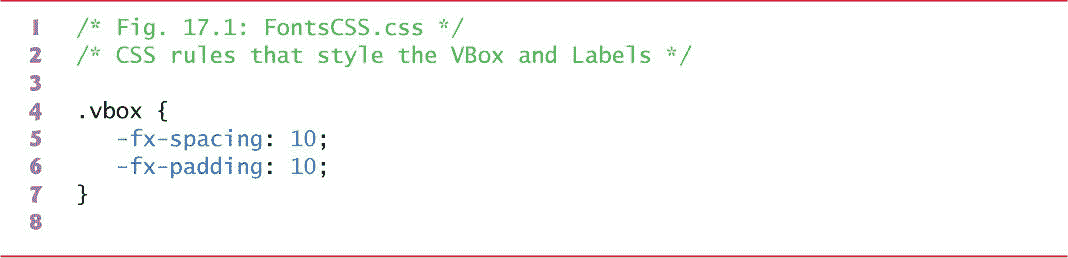 1 /* Fig. 17.1: FontsCSS.css */
2 /* CSS rules that style the VBox and Labels */
3
4 .vbox {
5 -fx-spacing: 10;
6 -fx-padding: 10;
7 }
8